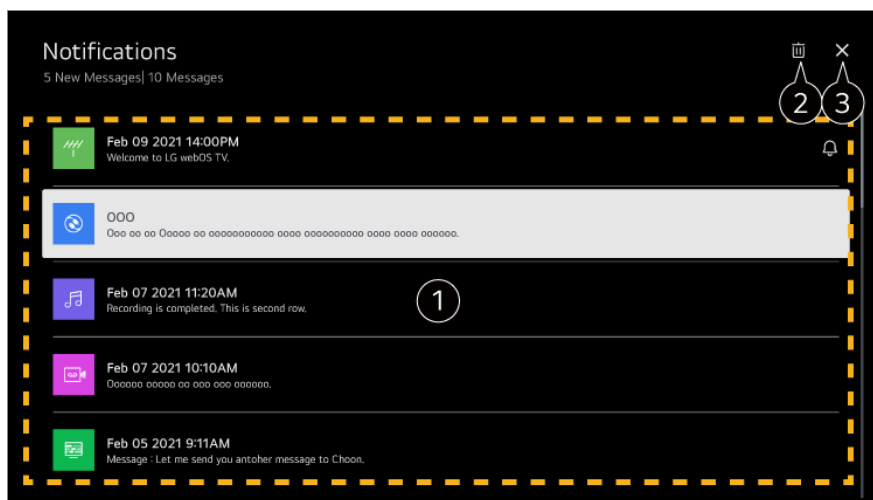 Notifications
5 New Messages| 10 Messages
2 3
Feb 09 2021 14:00PM
Welcome to LG webOS TV.
OOO
Ooo oo oo Ooooo oo ooooooooooo oooo oooooooooo oooo oooo oooooo.
Feb 07 2021 11:20AM
Recording is completed. This is second row.
1
Feb 07 2021 10:10AM
Oooooo ooooo oo ooo ooo oooooo.
Feb 05 2021 9:11AM
Message : Let me send you antoher message to Choon.